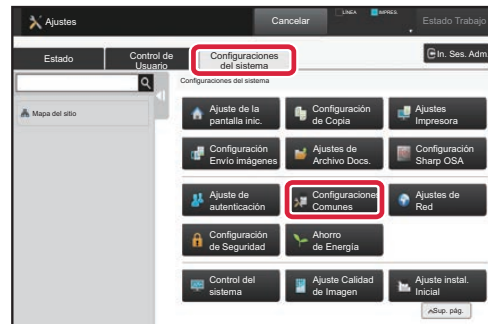 Ajustes
Cancelar
LINEA
IMPRES.
Estado Trabajo
Estado
Control de
Usuario
Configuraciones
del sistema
In. Ses. Adm.
Configuraciones del sistema
Mapa del sitio
Ajuste de la
pantalla inic.
Configuración
de Copia
Ajustes
Impresora
Configuración
Envío imágenes
Ajustes de
Archivo Docs.
Configuración
Sharp OSA
Ajuste de
autenticación
Configuraciones
Comunes
Ajustes de
Red
Configuración
de Seguridad
Ahorro
de Energía
Control del
sistema
Ajuste Calidad
de Imagen
Ajuste instal.
Inicial
Sup. pág.